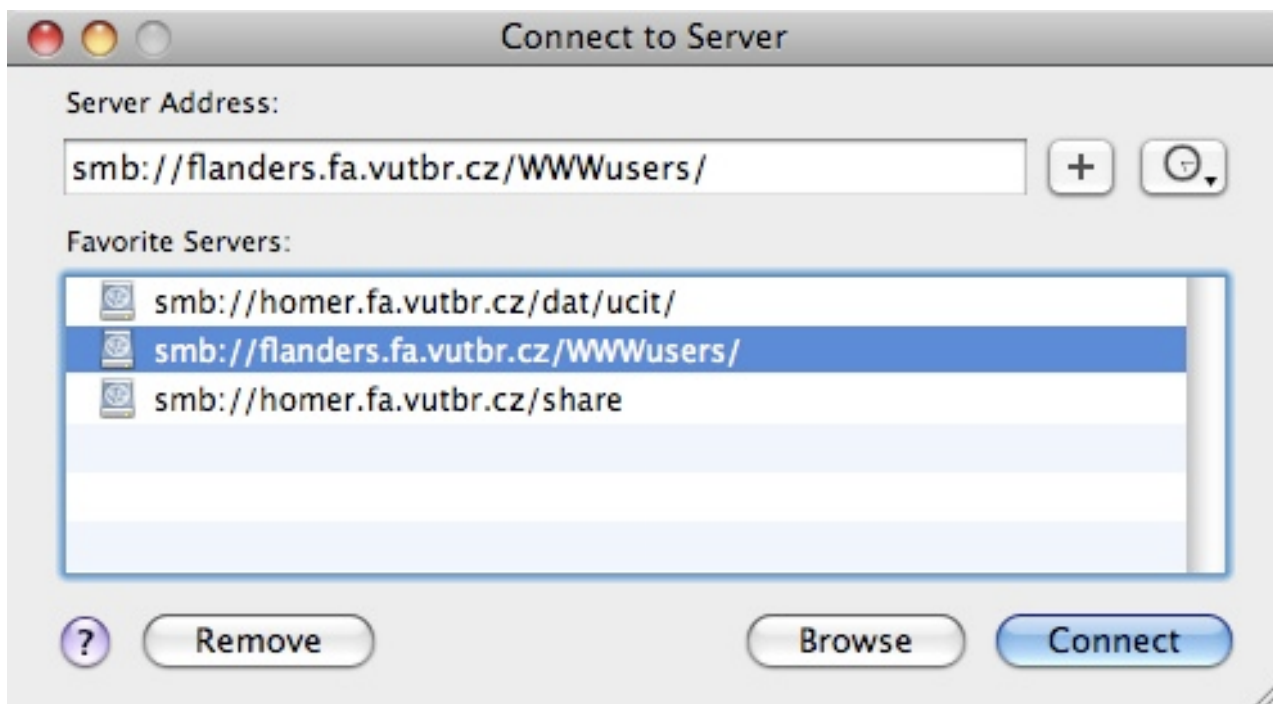 Connect to Server
Server Address:
smb://flanders.fa.vutbr.cz/WWWusers/
+
Favorite Servers:
smb://homer.fa.vutbr.cz/dat/ucit/
smb://flanders.fa.vutbr.cz/WWWusers/
smb://homer.fa.vutbr.cz/share
? Remove Browse Connect